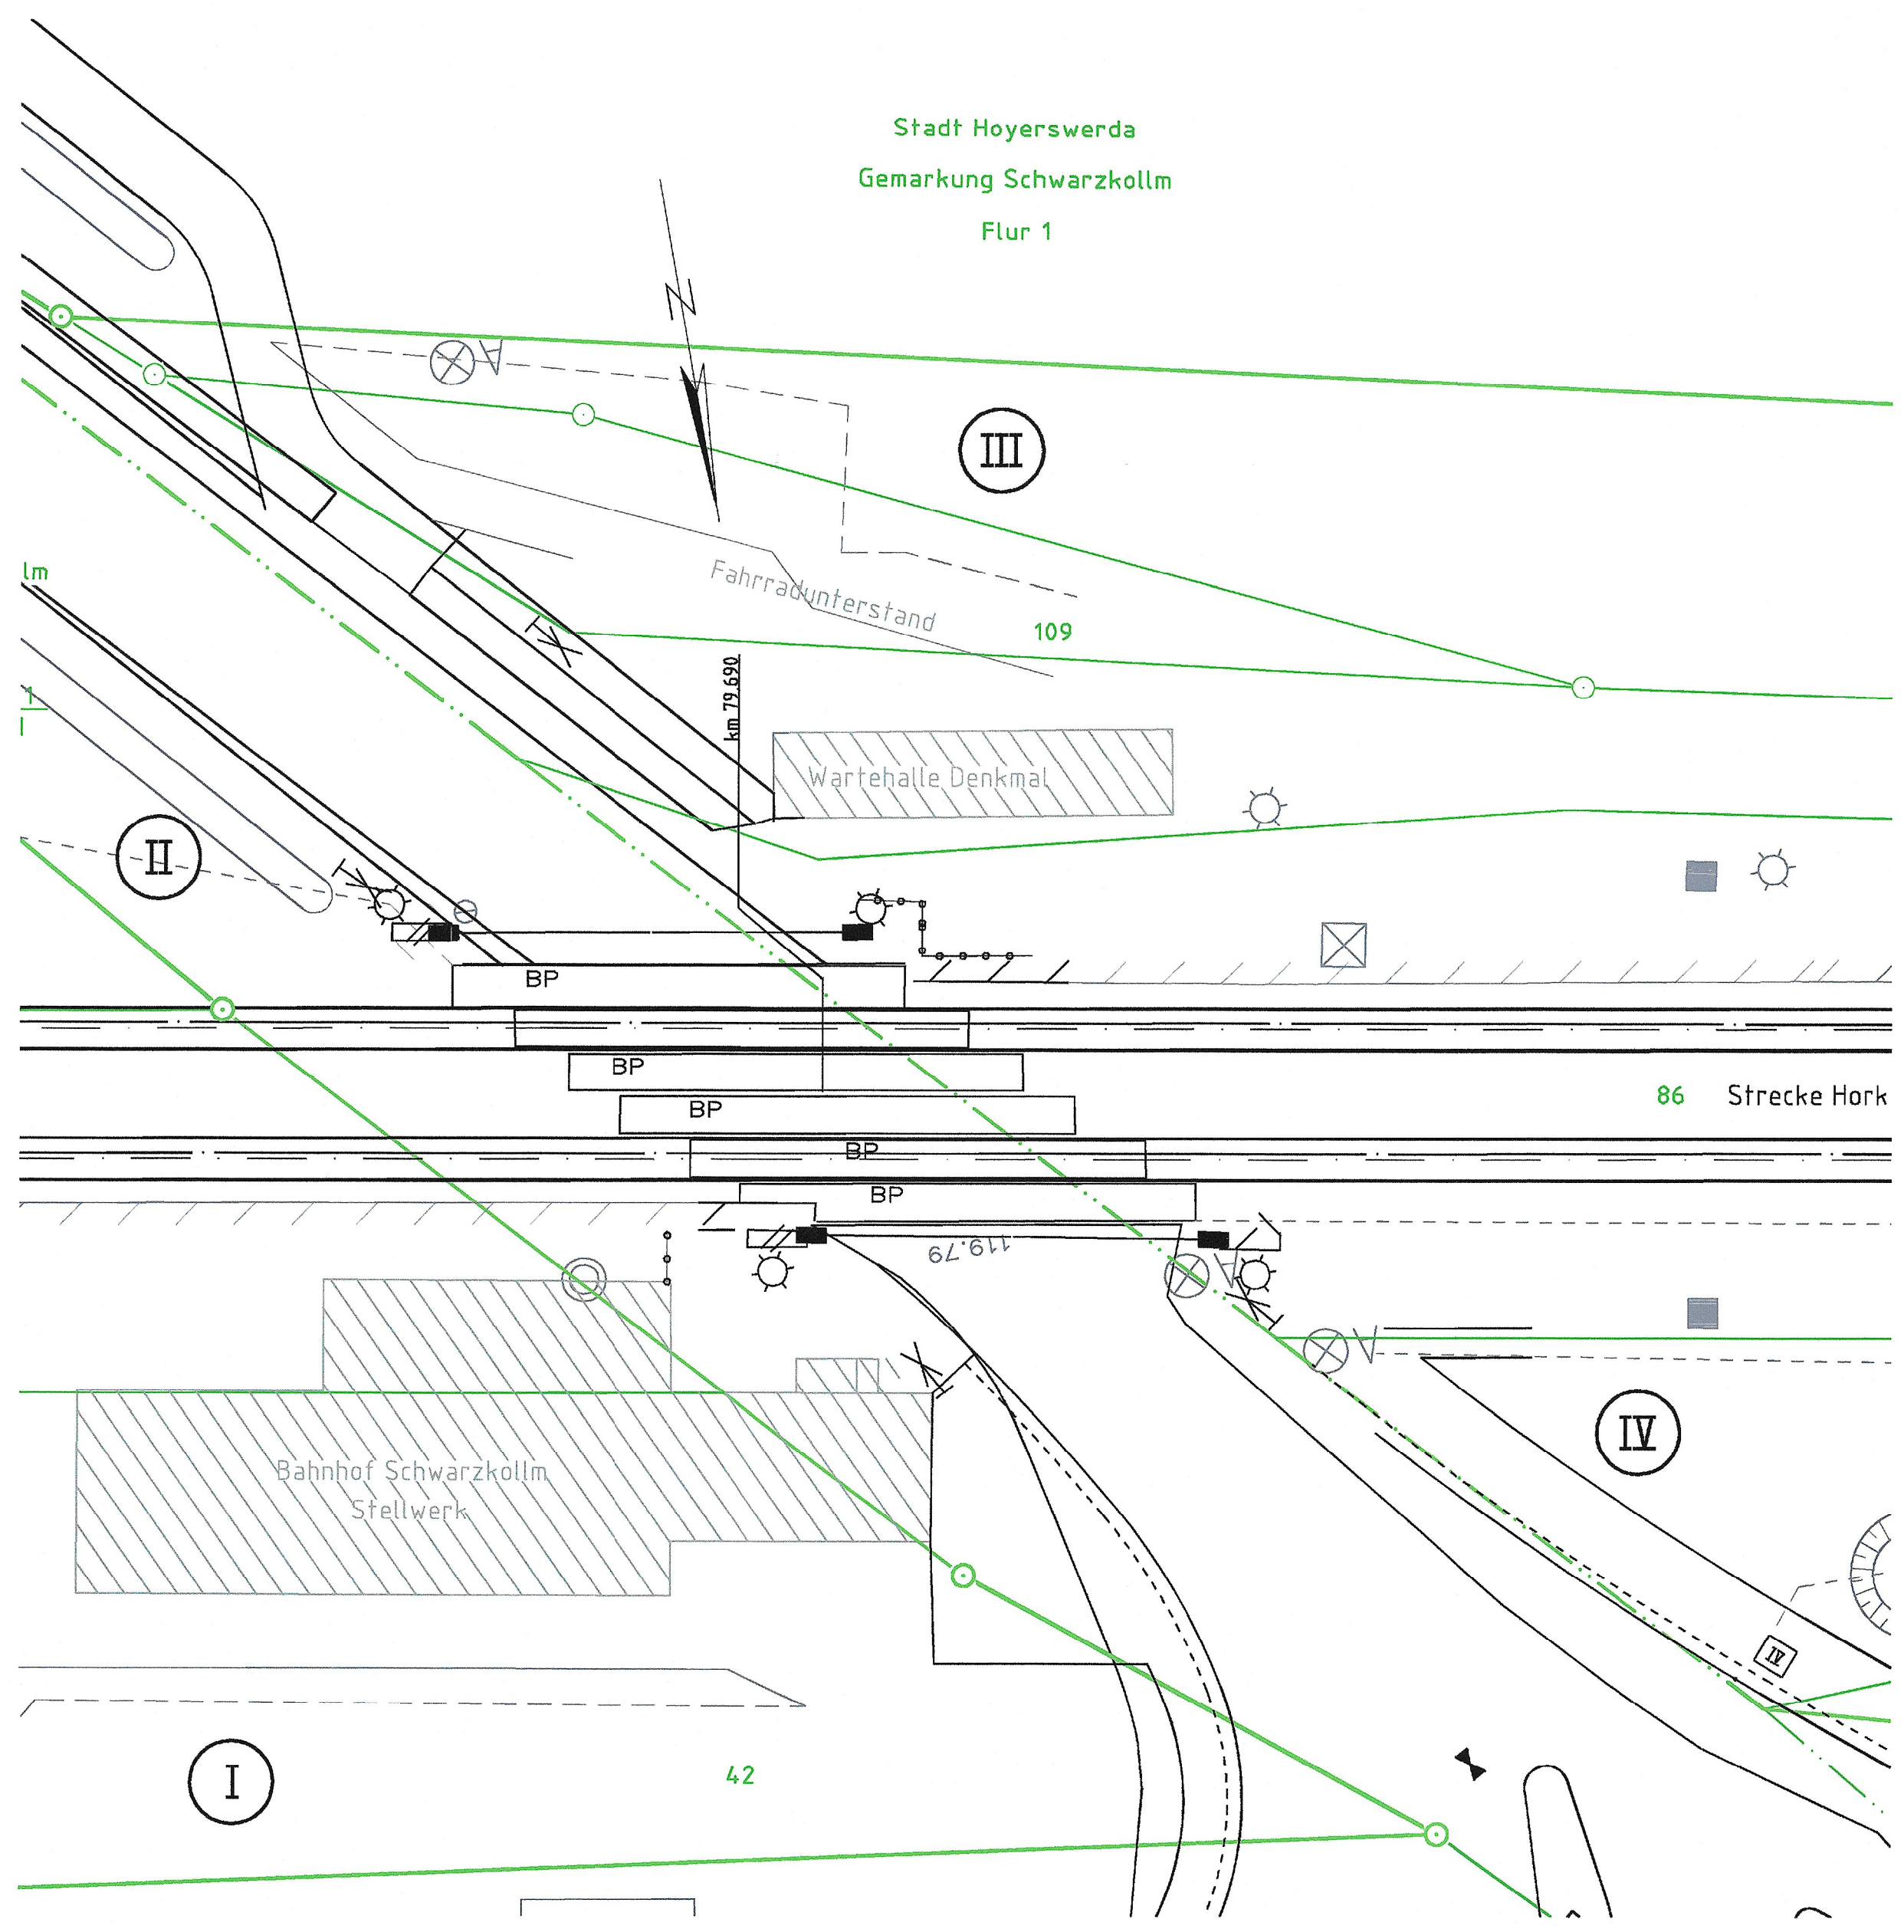 Stadt Hoyerswerda
Gemarkung Schwarzkollm
Flur 1
N
A
III
Fahrradunterstand
lm
109
km 79.690
1
Wartehalle Denkmal
II
BP
BP
86 Strecke Hork
BP
BP
BP
119.79
A
A
IV
Bahnhof Schwarzkollm
Stellwerk
IV
I
42